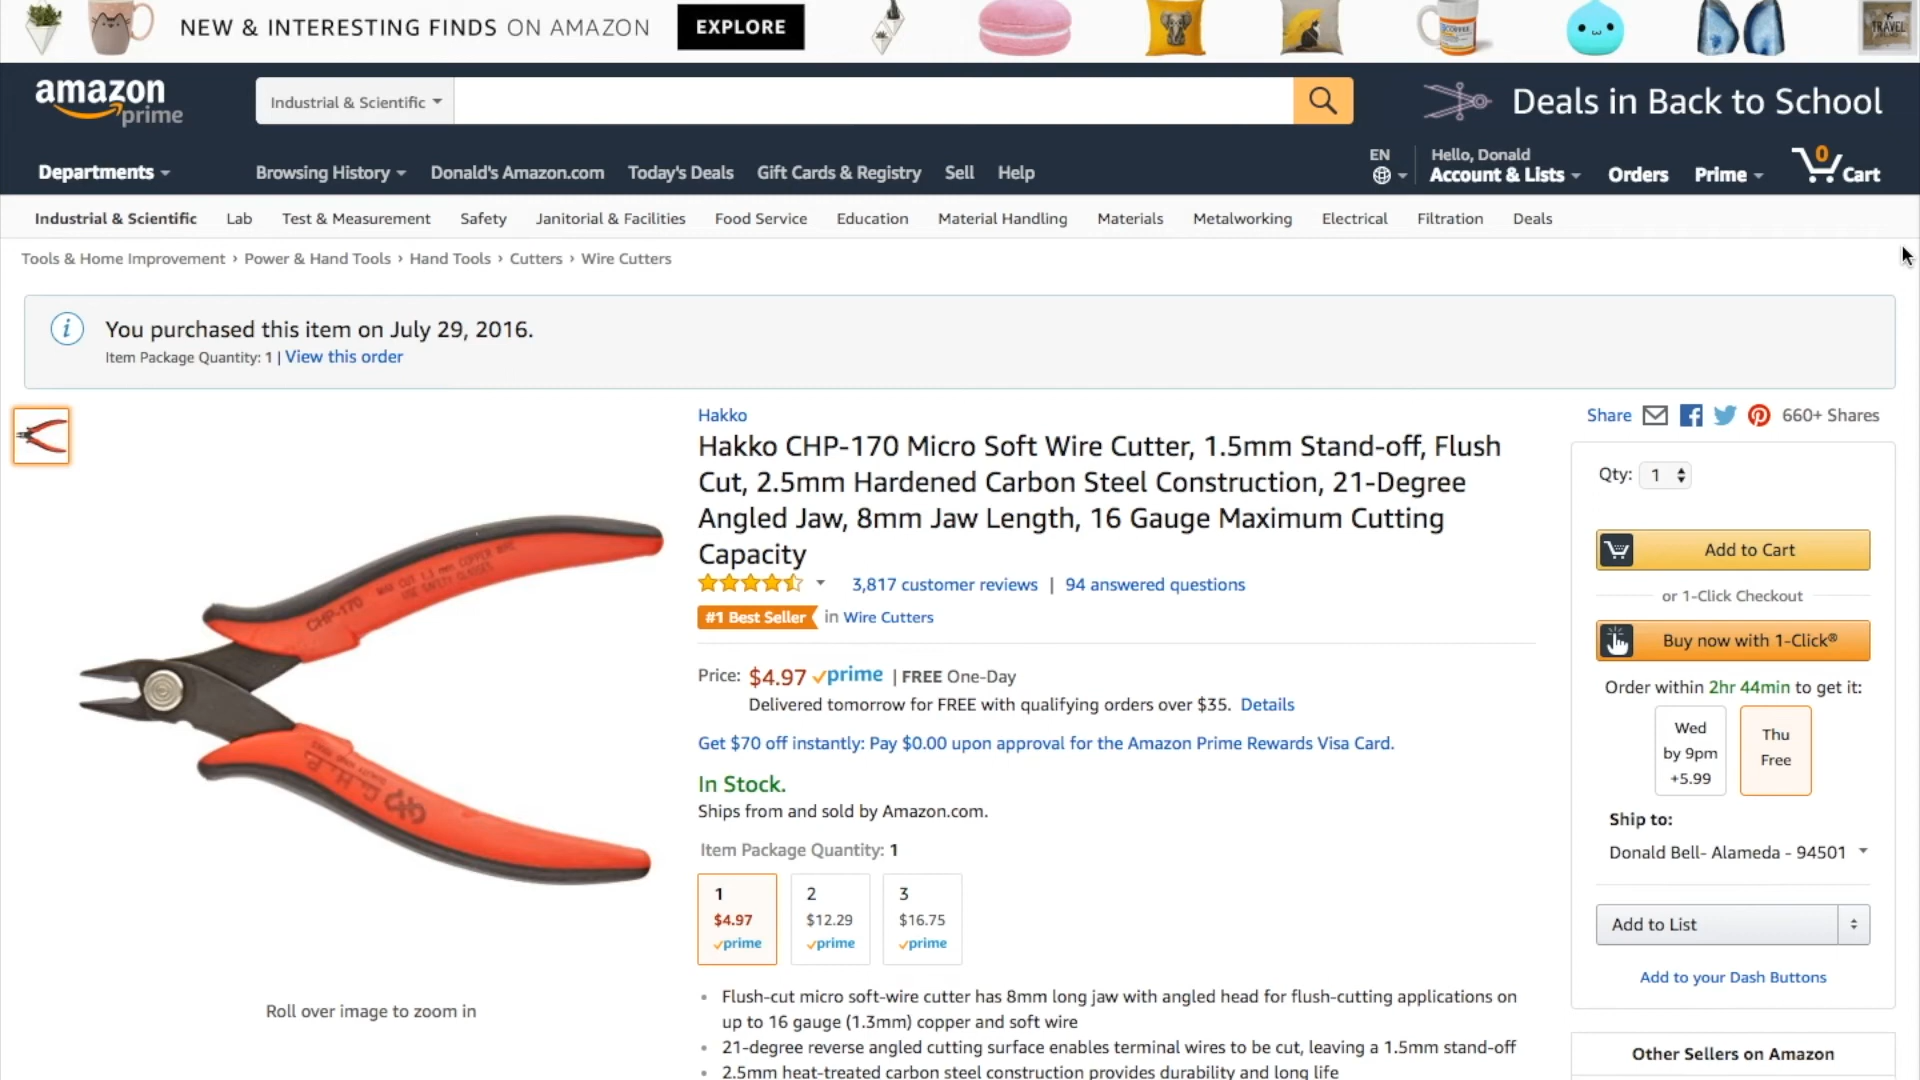 NEW & INTERESTING FINDS ON AMAZON EXPLORE
COFFEE
TRAVEL
amazon
prime
Industrial & Scientific
Deals in Back to School
Departments
Browsing History Donald's Amazon.com Today's Deals Gift Cards & Registry Sell Help
EN
Hello, Donald
Account & Lists
Orders
Prime
0
Cart
Industrial & Scientific Lab Test & Measurement Safety Janitorial & Facilities Food Service Education Material Handling Materials Metalworking Electrical Filtration Deals
Tools & Home Improvement › Power & Hand Tools › Hand Tools › Cutters › Wire Cutters
You purchased this item on July 29, 2016.
Item Package Quantity: 1 | View this order
CHP-170
MAX CUT 1.3 mm COPPER WIRE
USE SAFETY GLASSES
C.H.P.
Roll over image to zoom in
Hakko
Hakko CHP-170 Micro Soft Wire Cutter, 1.5mm Stand-off, Flush
Cut, 2.5mm Hardened Carbon Steel Construction, 21-Degree
Angled Jaw, 8mm Jaw Length, 16 Gauge Maximum Cutting
Capacity
3,817 customer reviews | 94 answered questions
#1 Best Seller in Wire Cutters
Price: $4.97 prime | FREE One-Day
Delivered tomorrow for FREE with qualifying orders over $35. Details
Get $70 off instantly: Pay $0.00 upon approval for the Amazon Prime Rewards Visa Card.
In Stock.
Ships from and sold by Amazon.com.
Item Package Quantity: 1
1 2 3
$4.97 $12.29 $16.75
prime prime prime
• Flush-cut micro soft-wire cutter has 8mm long jaw with angled head for flush-cutting applications on
up to 16 gauge (1.3mm) copper and soft wire
• 21-degree reverse angled cutting surface enables terminal wires to be cut, leaving a 1.5mm stand-off
• 2.5mm heat-treated carbon steel construction provides durability and long life
Share 660+ Shares
Qty: 1
Add to Cart
or 1-Click Checkout
Buy now with 1-Click®
Order within 2hr 44min to get it:
Wed
by 9pm
+5.99
Thu
Free
Ship to:
Donald Bell- Alameda - 94501
Add to List
Add to your Dash Buttons
Other Sellers on Amazon